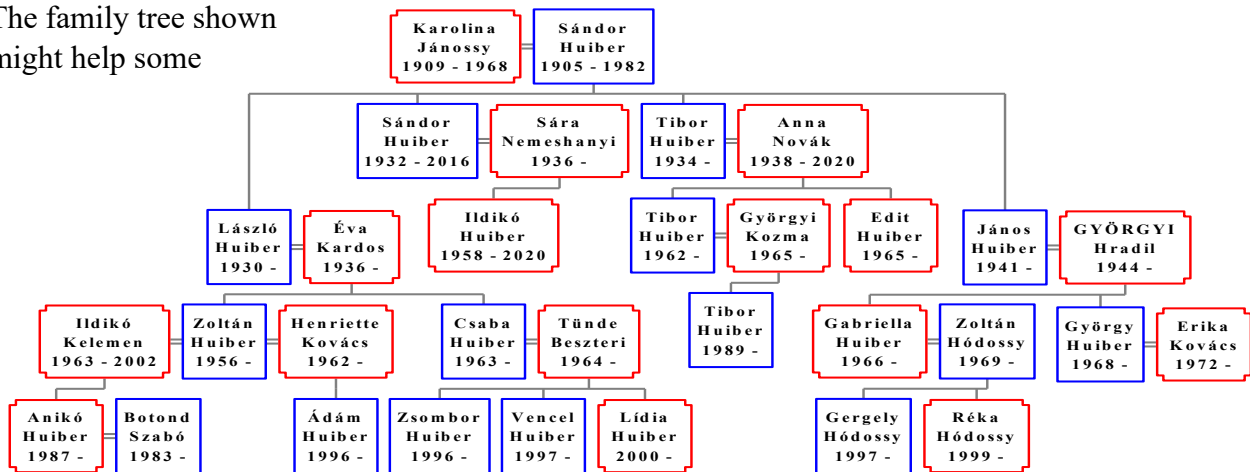 The family tree shown
might help some
Karolina
Jánossy
1909 - 1968
Sándor
Huiber
1905 - 1982
Sándor
Huiber
1932 - 2016
Sára
Nemeshanyi
1936 -
Tibor
Huiber
1934 -
Anna
Novák
1938 - 2020
László
Huiber
1930 -
Éva
Kardos
1936 -
Ildikó
Huiber
1958 - 2020
Tibor
Huiber
1962 -
Györgyi
Kozma
1965 -
Edit
Huiber
1965 -
János
Huiber
1941 -
GYÖRGYI
Hradil
1944 -
Ildikó
Kelemen
1963 - 2002
Zoltán
Huiber
1956 -
Henriette
Kovács
1962 -
Csaba
Huiber
1963 -
Tünde
Beszteri
1964 -
Tibor
Huiber
1989 -
Gabriella
Huiber
1966 -
Zoltán
Hódossy
1969 -
György
Huiber
1968 -
Erika
Kovács
1972 -
Anikó
Huiber
1987 -
Botond
Szabó
1983 -
Ádám
Huiber
1996 -
Zsombor
Huiber
1996 -
Vencel
Huiber
1997 -
Lídia
Huiber
2000 -
Gergely
Hódossy
1997 -
Réka
Hódossy
1999 -